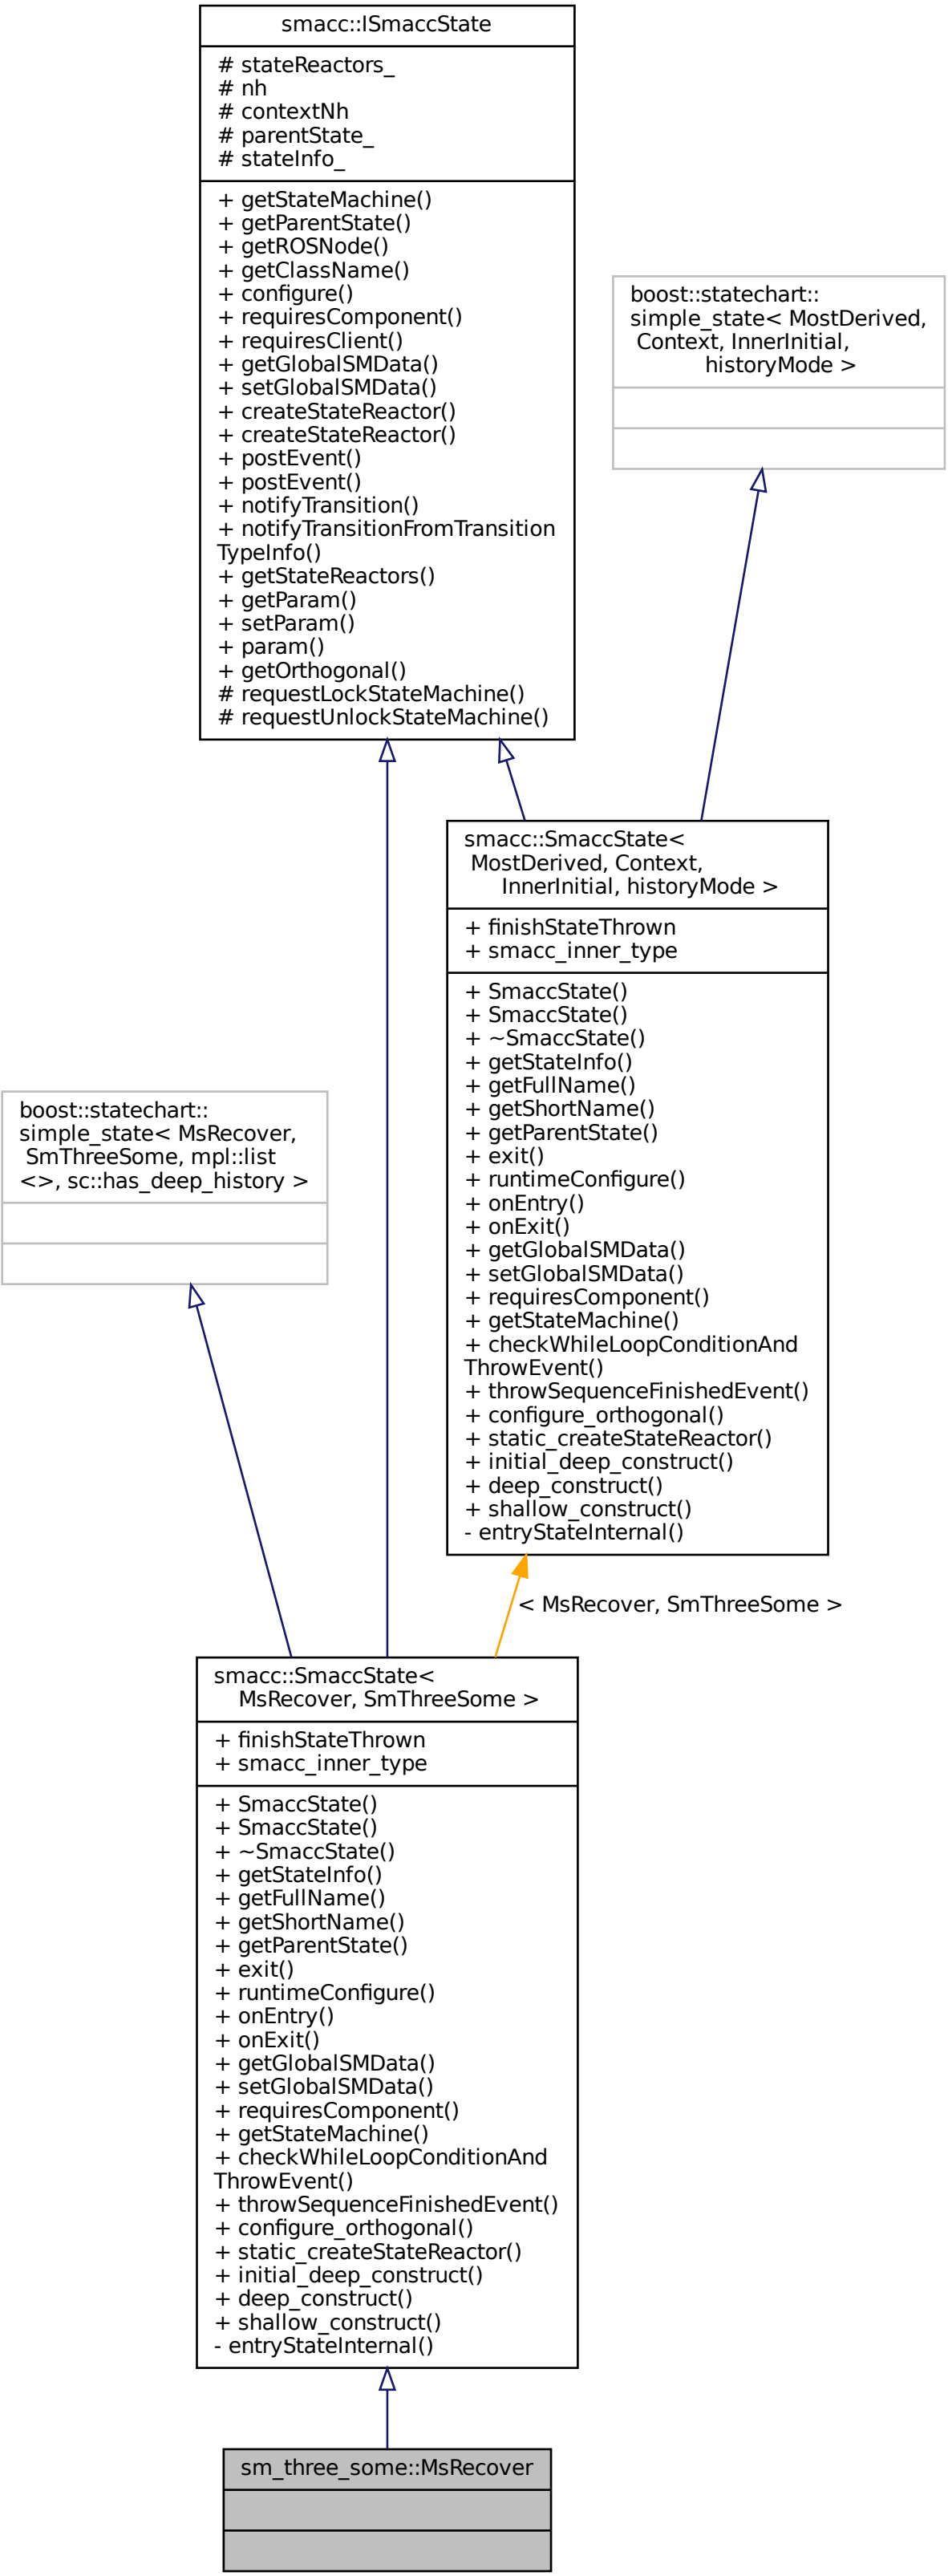 smacc::ISmaccState
# stateReactors_
# nh
# contextNh
# parentState_
# stateInfo_
+ getStateMachine()
+ getParentState()
+ getROSNode()
+ getClassName()
+ configure()
+ requiresComponent()
+ requiresClient()
+ getGlobalSMData()
+ setGlobalSMData()
+ createStateReactor()
+ createStateReactor()
+ postEvent()
+ postEvent()
+ notifyTransition()
+ notifyTransitionFromTransition
TypeInfo()
+ getStateReactors()
+ getParam()
+ setParam()
+ param()
+ getOrthogonal()
# requestLockStateMachine()
# requestUnlockStateMachine()
boost::statechart::
simple_state< MostDerived,
Context, InnerInitial,
historyMode >
smacc::SmaccState<
MostDerived, Context,
InnerInitial, historyMode >
+ finishStateThrown
+ smacc_inner_type
+ SmaccState()
+ SmaccState()
+ ~SmaccState()
+ getStateInfo()
+ getFullName()
+ getShortName()
+ getParentState()
+ exit()
+ runtimeConfigure()
+ onEntry()
+ onExit()
+ getGlobalSMData()
+ setGlobalSMData()
+ requiresComponent()
+ getStateMachine()
+ checkWhileLoopConditionAnd
ThrowEvent()
+ throwSequenceFinishedEvent()
+ configure_orthogonal()
+ static_createStateReactor()
+ initial_deep_construct()
+ deep_construct()
+ shallow_construct()
- entryStateInternal()
boost::statechart::
simple_state< MsRecover,
SmThreeSome, mpl::list
<>, sc::has_deep_history >
< MsRecover, SmThreeSome >
smacc::SmaccState<
MsRecover, SmThreeSome >
+ finishStateThrown
+ smacc_inner_type
+ SmaccState()
+ SmaccState()
+ ~SmaccState()
+ getStateInfo()
+ getFullName()
+ getShortName()
+ getParentState()
+ exit()
+ runtimeConfigure()
+ onEntry()
+ onExit()
+ getGlobalSMData()
+ setGlobalSMData()
+ requiresComponent()
+ getStateMachine()
+ checkWhileLoopConditionAnd
ThrowEvent()
+ throwSequenceFinishedEvent()
+ configure_orthogonal()
+ static_createStateReactor()
+ initial_deep_construct()
+ deep_construct()
+ shallow_construct()
- entryStateInternal()
sm_three_some::MsRecover